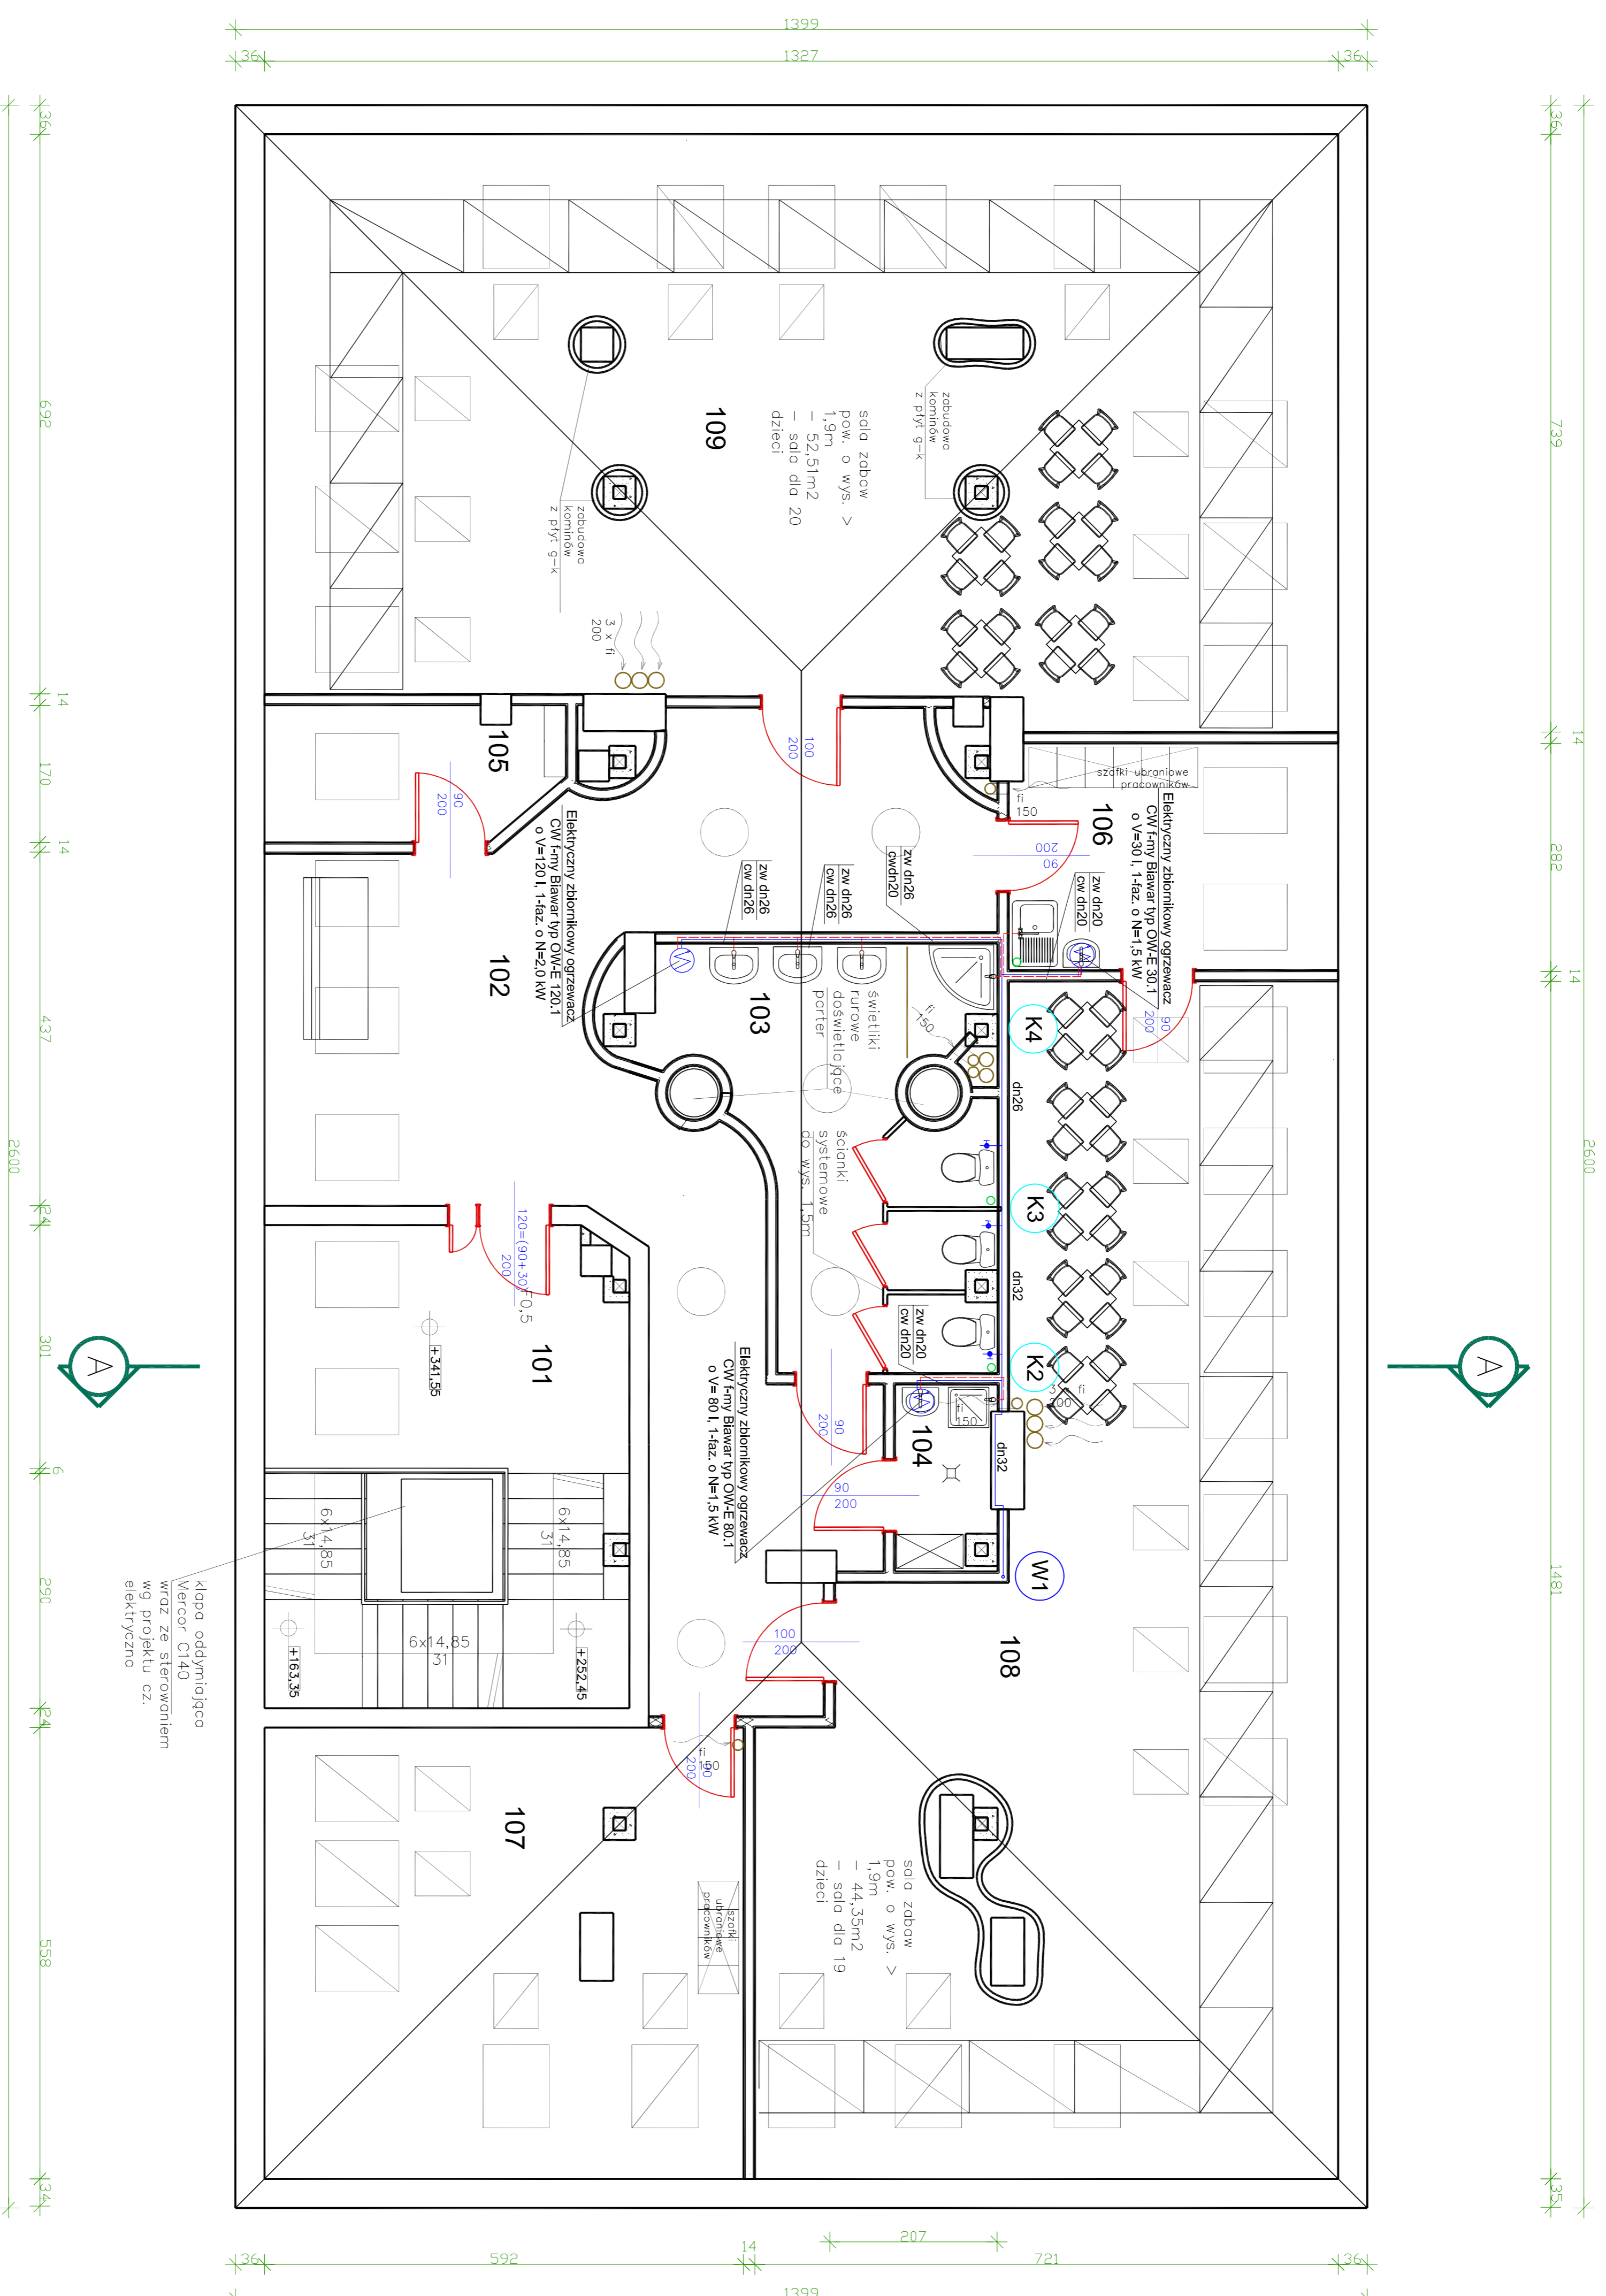 1399
36
1327
36
36
692
14
170
14
437
24
301
6
290
24
558
34
2600
36
739
14
282
14
1481
35
2600
109
sala zabaw
pow. o wys. >
1,9m
- 52,51m2
- sala dla 20
dzieci
zabudowa
kominów
z płyt g-k
zabudowa
kominów
z płyt g-k
3 x fi
200
105
90
200
100
200
fi
150
szafki ubraniowe
pracowników
106
Elektryczny zbiornikowy ogrzewacz
CW f-my Biawar typ OW-E 30.1
o V=30 l, 1-faz. o N=1,5 kW
90
200
zw dn20
cw dn20
zw dn26
cwdn20
zw dn26
cw dn26
zw dn26
cw dn26
Elektryczny zbiornikowy ogrzewacz
CW f-my Biawar typ OW-E 120.1
o V=120 l, 1-faz. o N=2,0 kW
102
103
W
świetliki
rurowe
doświetlające
parter
fi
150
K4
90
200
dn26
ścianki
systemowe
do wys. 1,5m
K3
120=(90+30)F0,5
200
dn32
zw dn20
cw dn20
K2
3 x fi
200
101
+341,55
A
A
Elektryczny zbiornikowy ogrzewacz
CW f-my Biawar typ OW-E 80.1
o V= 80 l, 1-faz. o N=1,5 kW
90
200
W
fi
150
104
dn32
90
200
W1
6x14,85
31
6x14,85
31
6x14,85
31
+163,35
+252,45
klapa oddymiająca
Mercor C140
wraz ze sterowaniem
wg projektu cz.
elektryczna
100
200
108
fi
150
90
200
107
szafki
ubraniowe
pracowników
sala zabaw
pow. o wys. >
1,9m
- 44,35m2
- sala dla 19
dzieci
207
36
592
14
721
36
1399